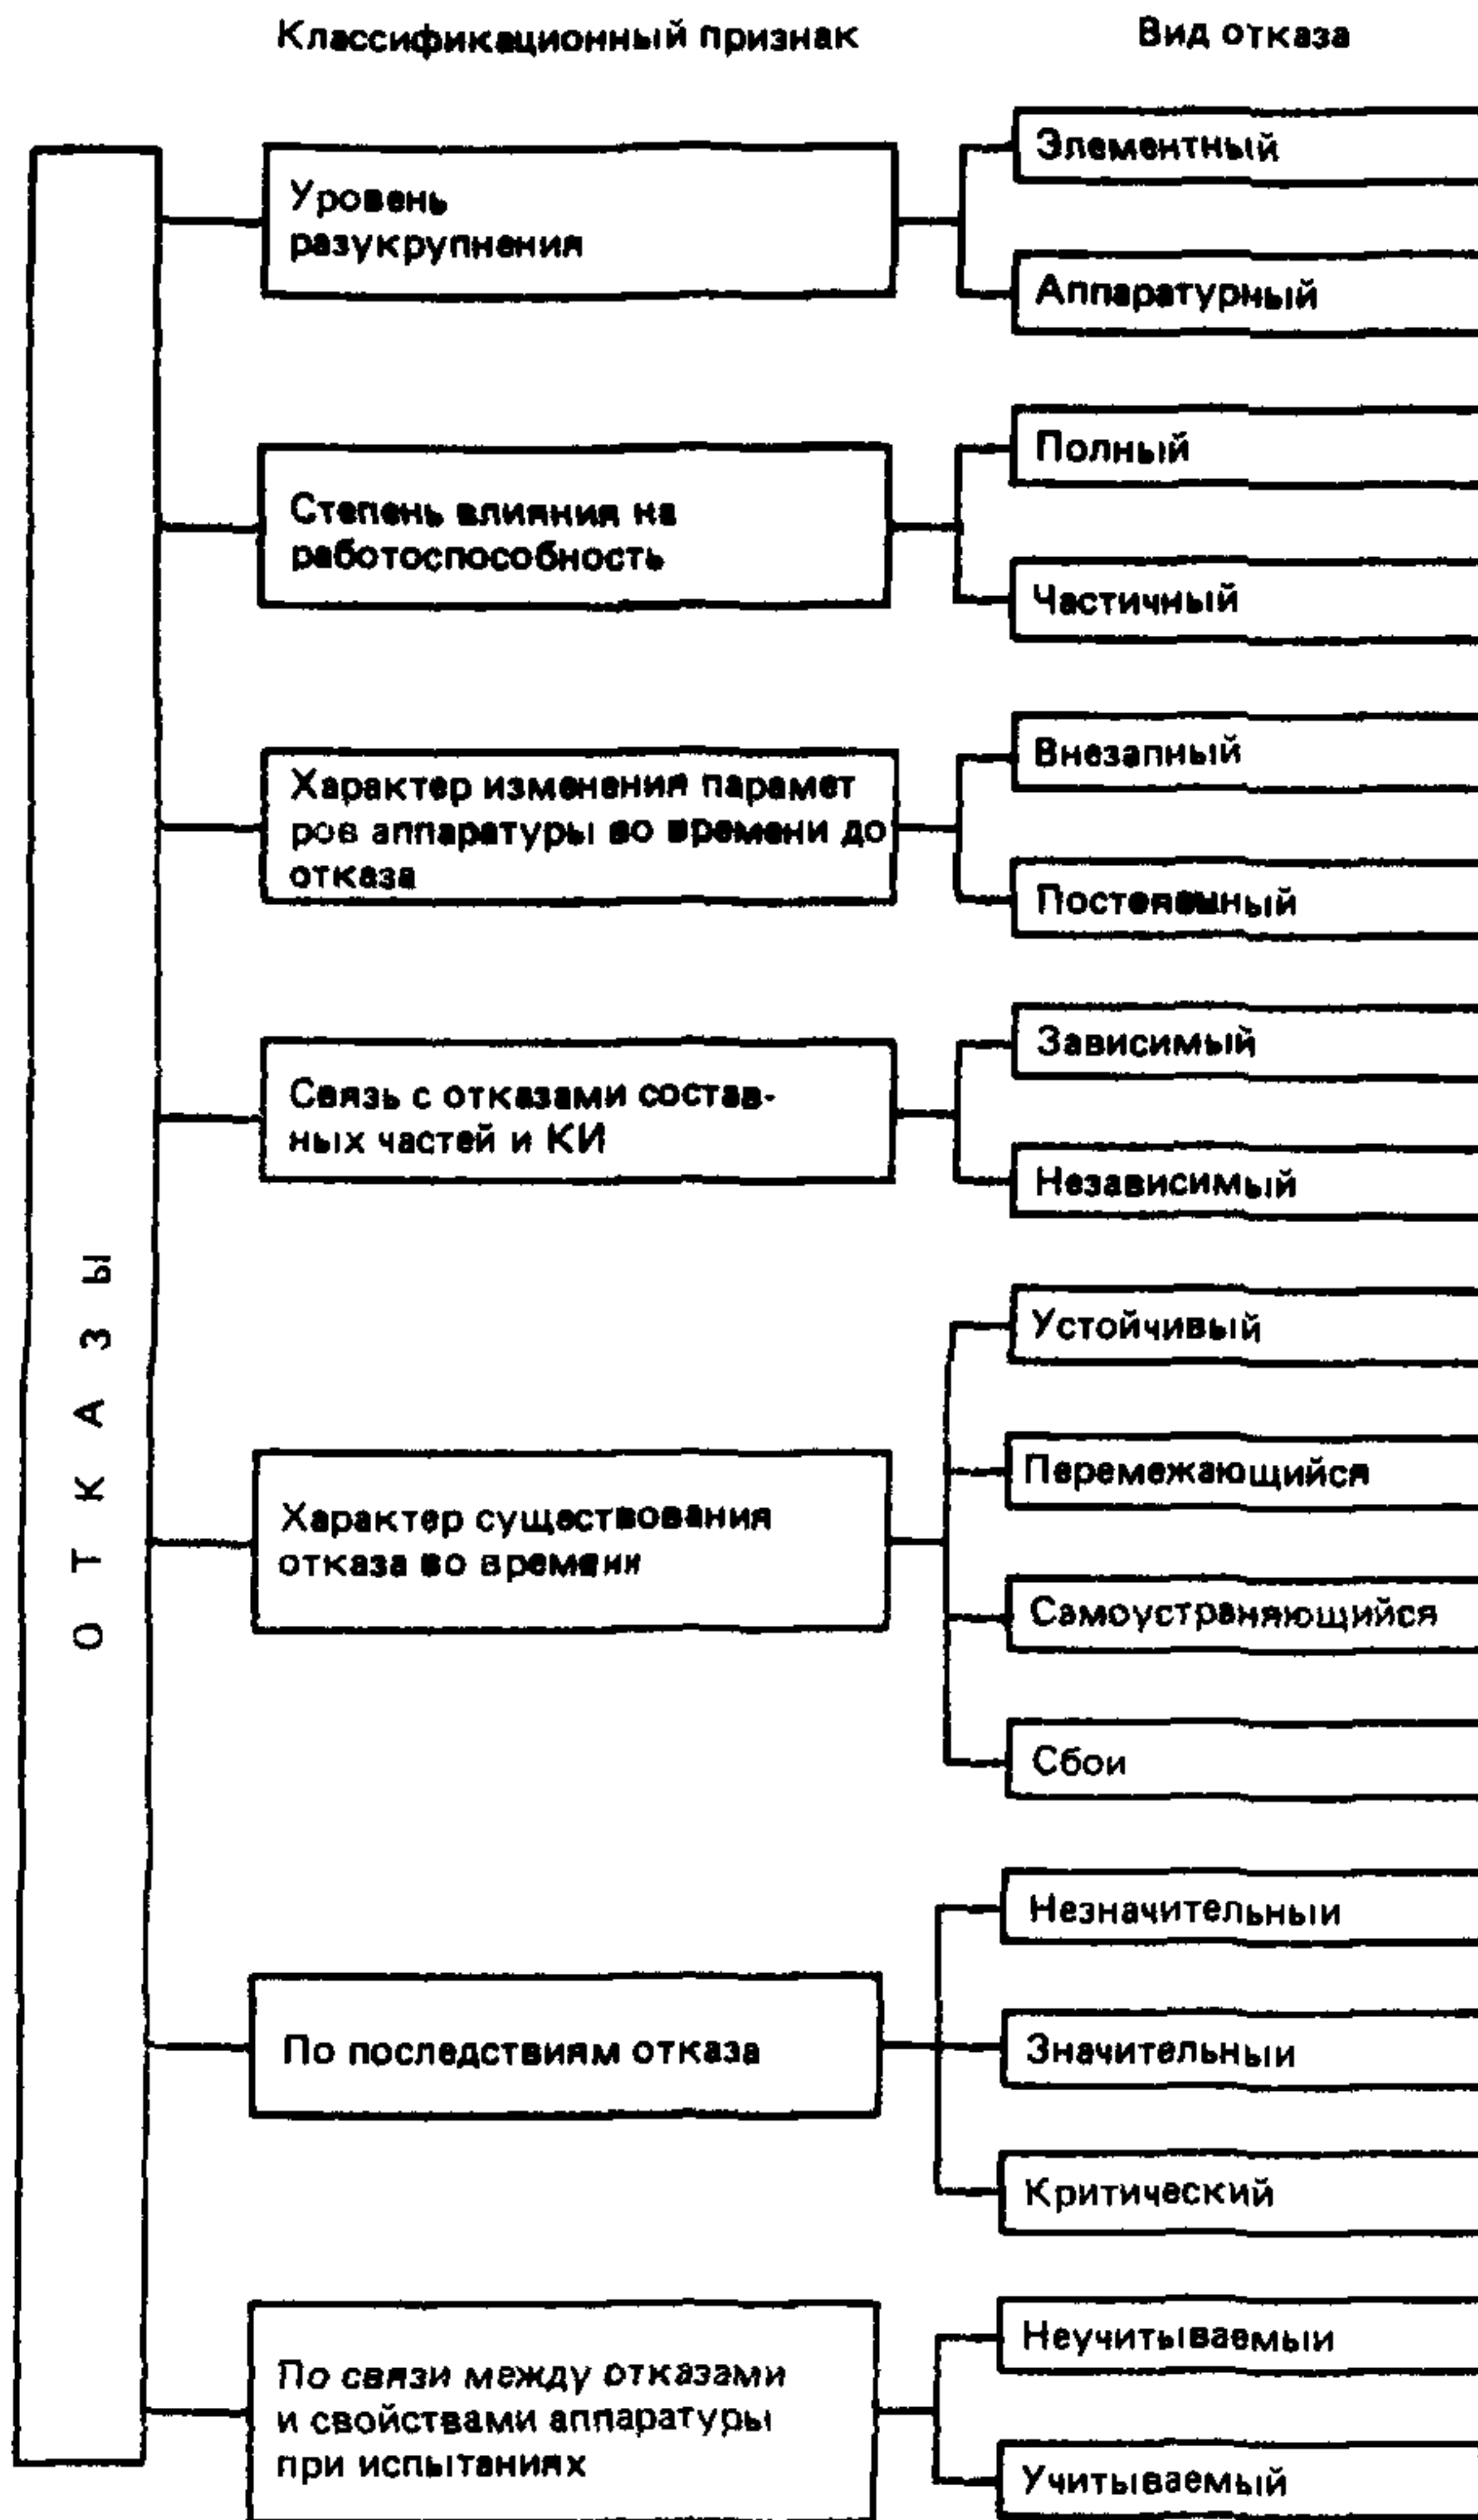 Классификационный признак
Вид отказа
ОТКАЗЫ
Уровень
разукрупнения
Элементный
Аппаратурный
Степень влияния на
работоспособность
Полный
Частичный
Характер изменения парамет
ров аппаратуры во времени до
отказа
Внезапный
Связь с отказами состав-
ных частей и КИ
Зависимый
Независимый
Характер существования
отказа во времени
Устойчивый
Перемежающийся
Самоустраняющийся
Сбои
По последствиям отказа
Незначительныи
Значительныи
Критический
По связи между отказами
и свойствами аппаратуры
при испытаниях
Неучитываемыи
Учитываемый